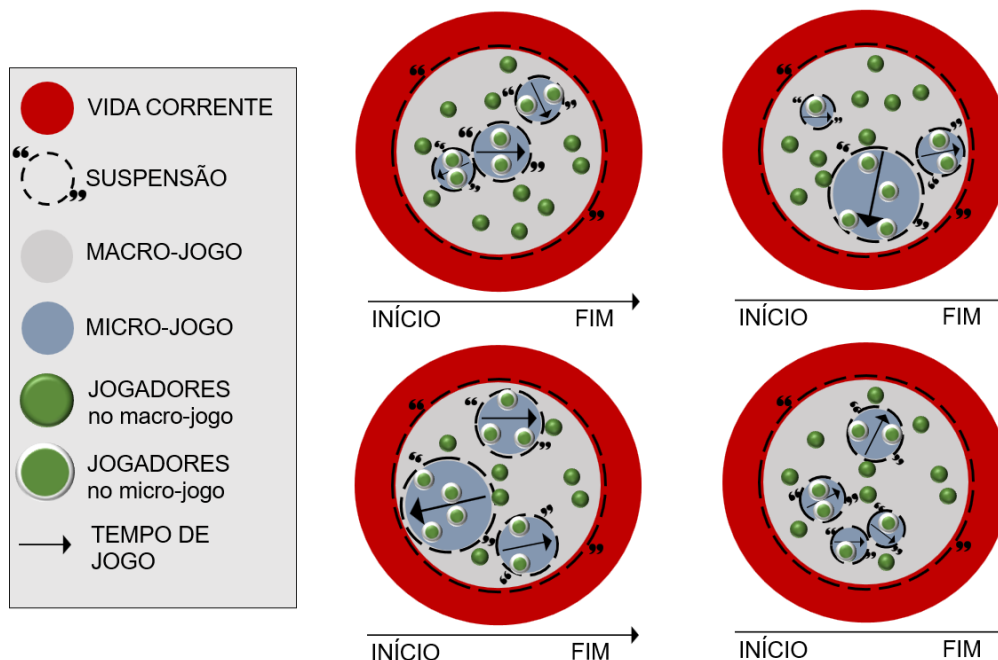 VIDA CORRENTE
SUSPENSÃO
MACRO-JOGO
MICRO-JOGO
JOGADORES
no macro-jogo
JOGADORES
no micro-jogo
TEMPO DE
JOGO
INÍCIO FIM
INÍCIO FIM
INÍCIO FIM
INÍCIO FIM